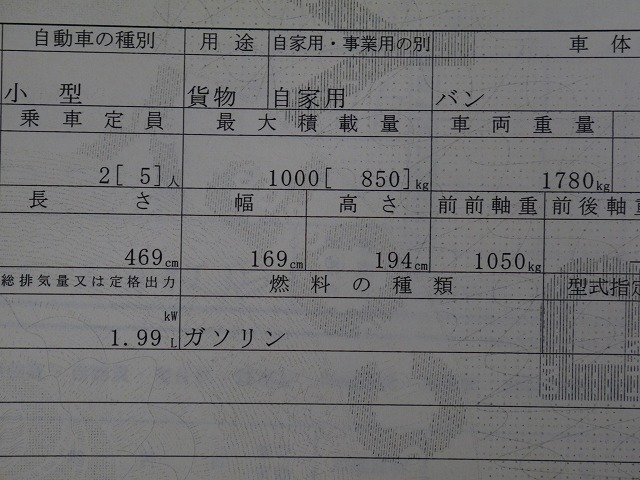 自動車の種別 用途 自家用・事業用の別 車体
小型 貨物 自家用 バン
乗車定員 最大積載量 車両重量
2[ 5]人 1000[ 850]kg 1780kg
長さ 幅 高さ 前前軸重 前後軸重
469cm 169cm 194cm 1050kg
総排気量又は定格出力 燃料の種類 型式指定
kW
1.99 L ガソリン